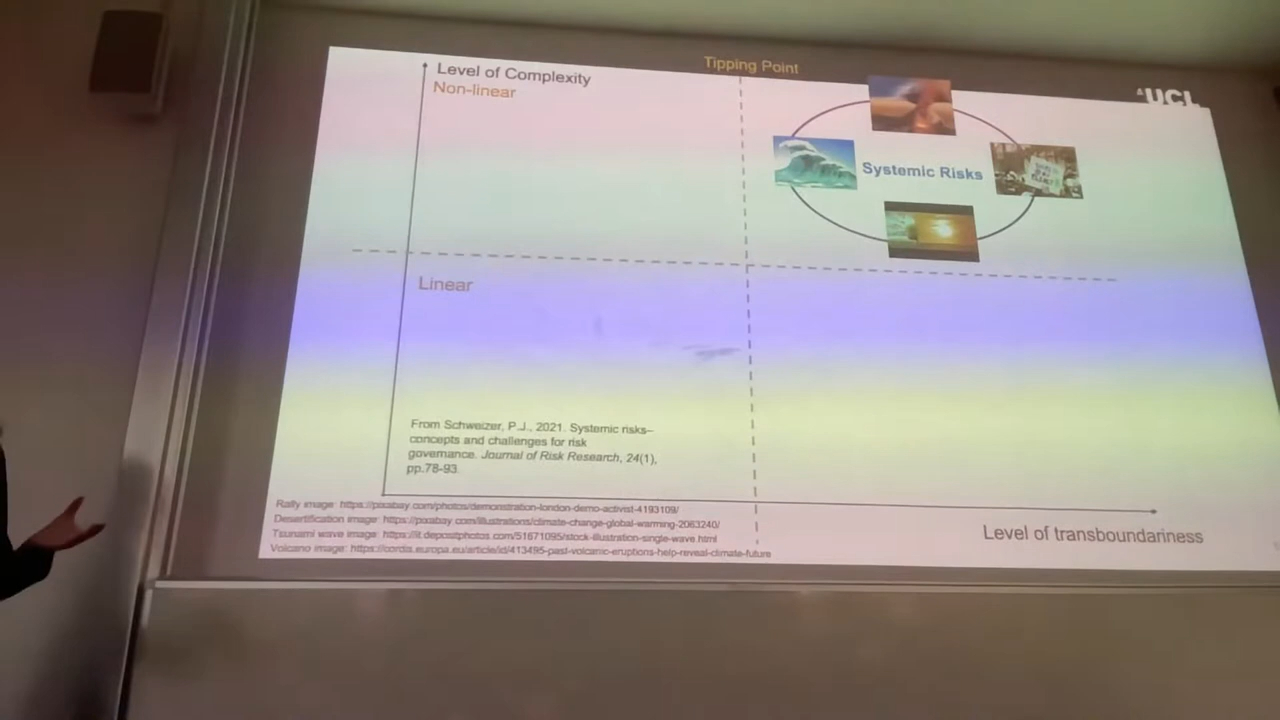 Level of Complexity
Non-linear
Tipping Point
UCL
Systemic Risks
Linear
From Schweizer, P.J., 2021. Systemic risks–
concepts and challenges for risk
governance. Journal of Risk Research, 24(1),
pp.78-93.
Rally image: https://pixabay.com/photos/demonstration-london-demo-activist-4193109/
Desertification image: https://pixabay.com/illustrations/climate-change-global-warming-2063240/
Tsunami wave image: https://it.depositphotos.com/51671095/stock-illustration-single-wave.html
Volcano image: https://cordis.europa.eu/article/id/413495-past-volcanic-eruptions-help-reveal-climate-future
Level of transboundariness